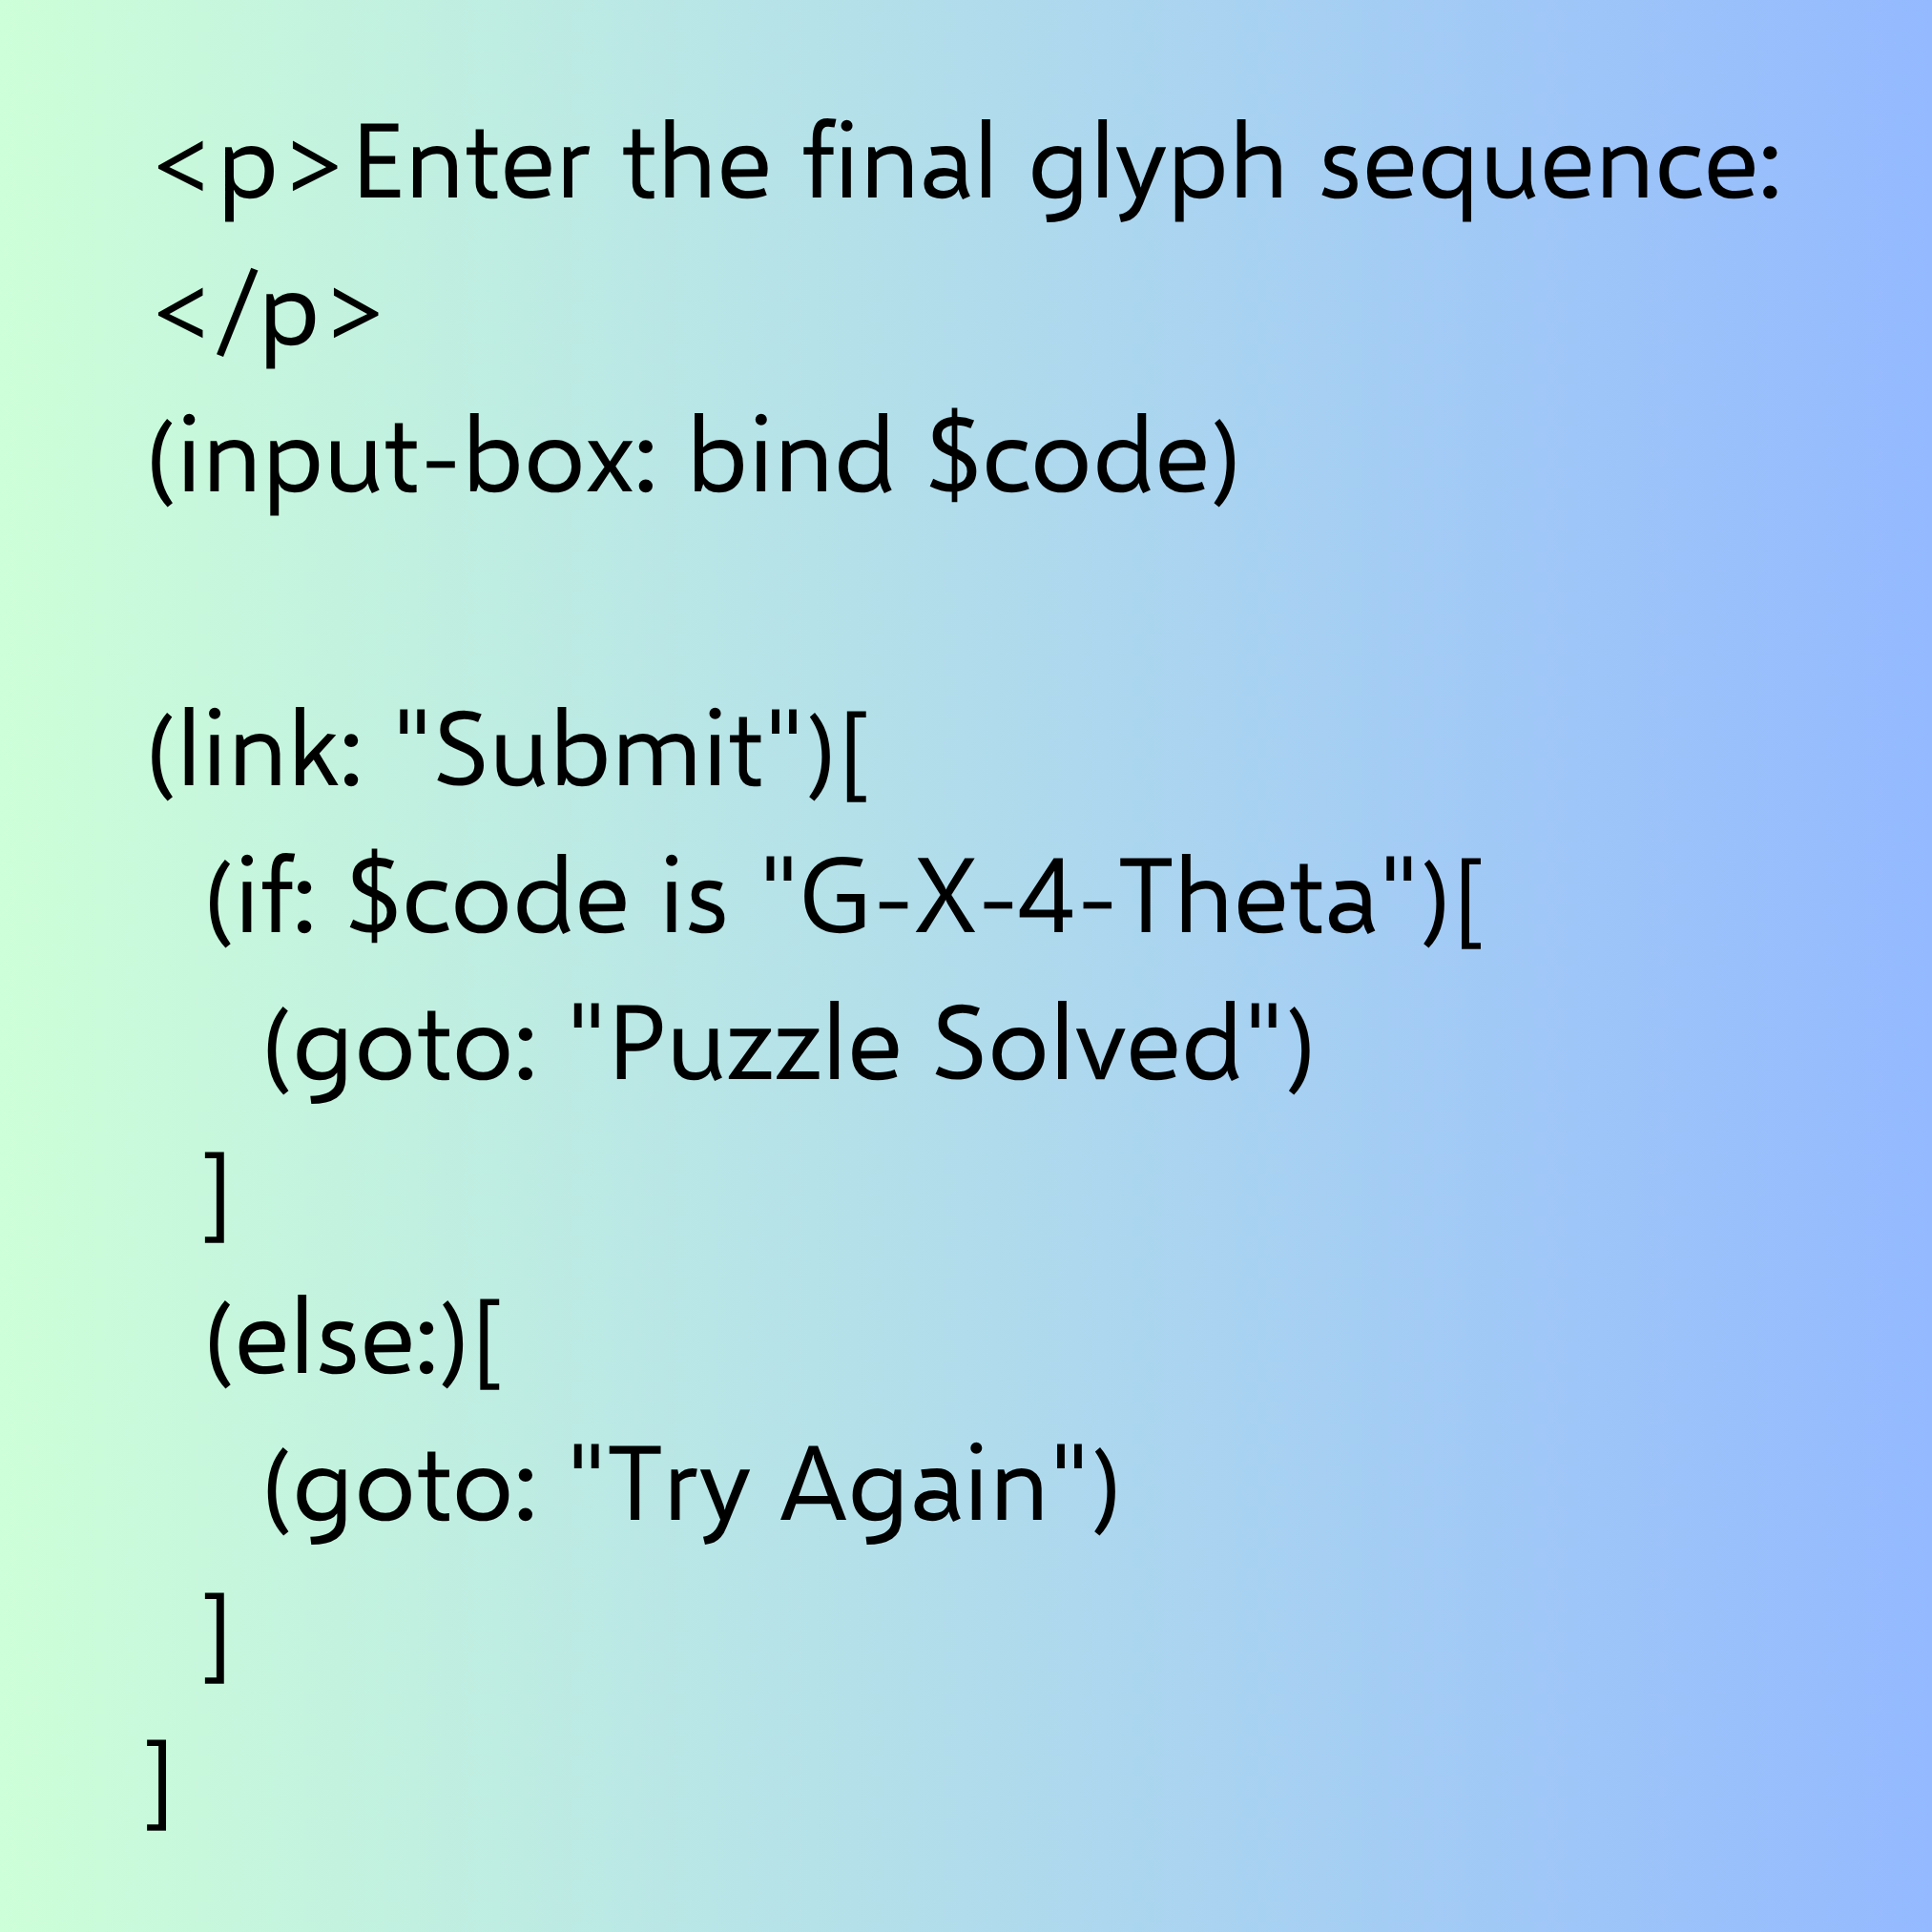 <p>Enter the final glyph sequence:
</p>
(input-box: bind $code)

(link: "Submit")[
  (if: $code is "G-X-4-Theta")[
    (goto: "Puzzle Solved")
  ]
  (else:)[
    (goto: "Try Again")
  ]
]